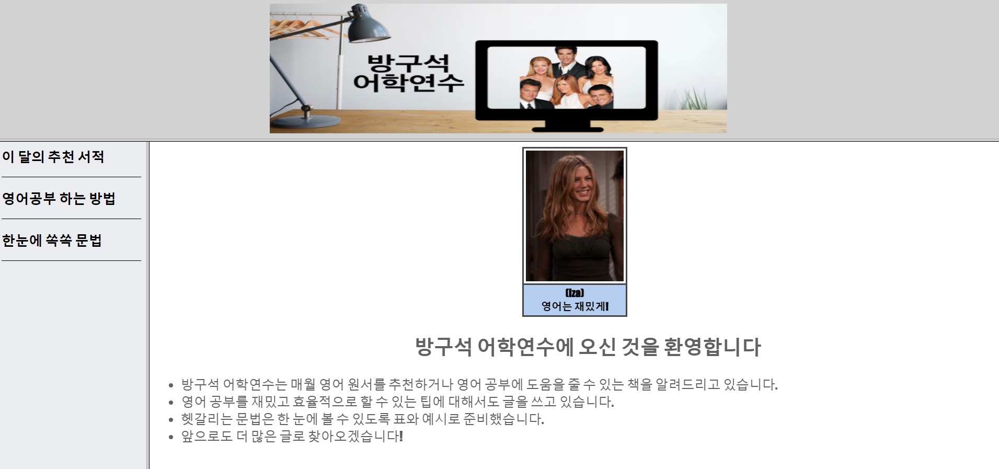 방구석
어학연수
이 달의 추천 서적
영어공부 하는 방법
한눈에 쏙쏙 문법
(Iza)
영어는 재밌게!
방구석 어학연수에 오신 것을 환영합니다
방구석 어학연수는 매월 영어 원서를 추천하거나 영어 공부에 도움을 줄 수 있는 책을 알려드리고 있습니다.
영어 공부를 재밌고 효율적으로 할 수 있는 팁에 대해서도 글을 쓰고 있습니다.
헷갈리는 문법은 한 눈에 볼 수 있도록 표와 예시로 준비했습니다.
앞으로도 더 많은 글로 찾아오겠습니다!